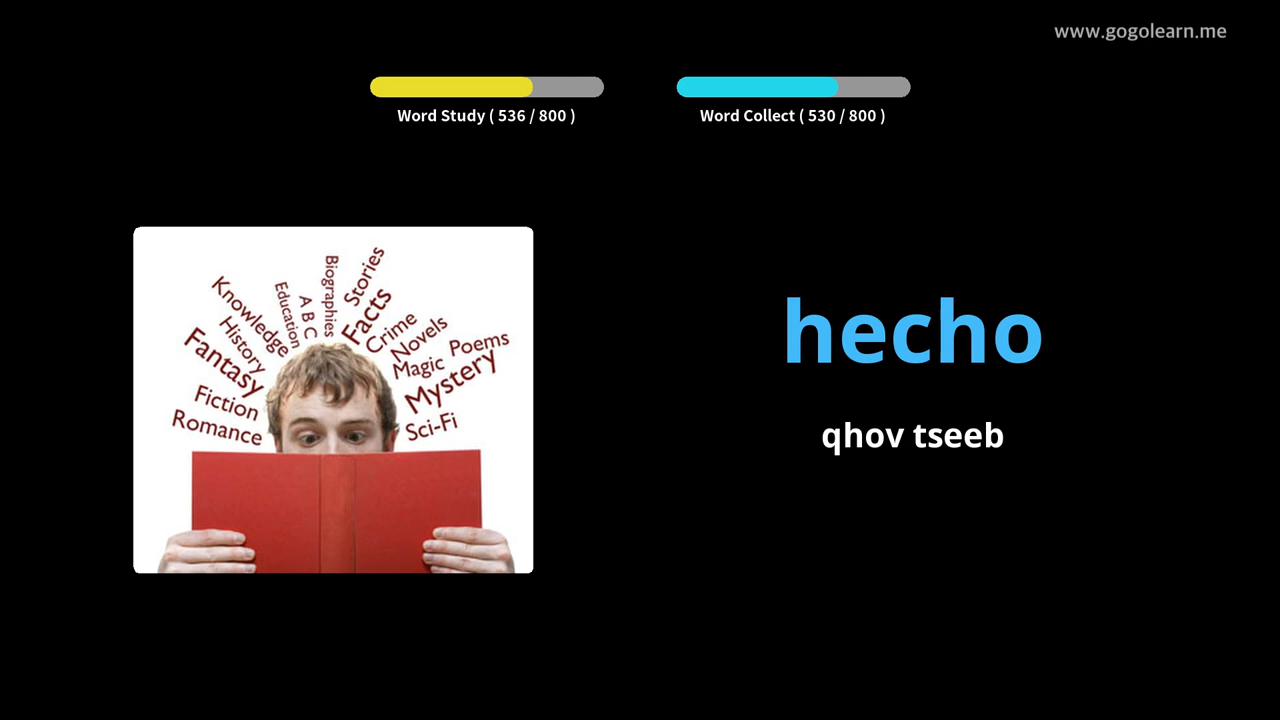 www.gogolearn.me
Word Study ( 536 / 800 )
Word Collect ( 530 / 800 )
Biographies
Stories
Education
A B C
Facts
Knowledge
History
Crime
Novels
Poems
Magic
Fantasy
Mystery
Fiction
Romance
Sci-Fi
hecho
qhov tseeb